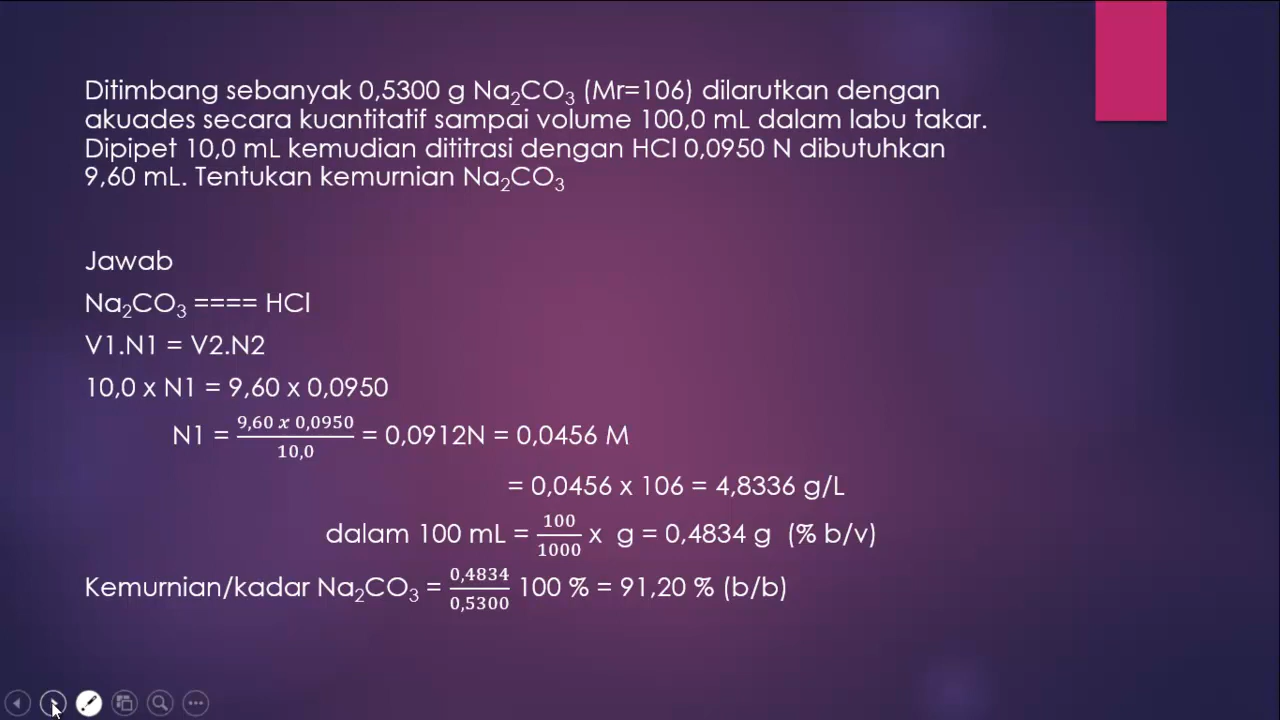 Ditimbang sebanyak 0,5300 g Na₂CO₃ (Mr=106) dilarutkan dengan
akuades secara kuantitatif sampai volume 100,0 mL dalam labu takar.
Dipipet 10,0 mL kemudian dititrasi dengan HCl 0,0950 N dibutuhkan
9,60 mL. Tentukan kemurnian Na₂CO₃
Jawab
Na₂CO₃ ==== HCl
V1.N1 = V2.N2
10,0 x N1 = 9,60 x 0,0950
N1 = \frac{9,60 x 0,0950}{10,0} = 0,0912N = 0,0456 M
= 0,0456 x 106 = 4,8336 g/L
dalam 100 mL = \frac{100}{1000} x g = 0,4834 g (% b/v)
Kemurnian/kadar Na₂CO₃ = \frac{0,4834}{0,5300} 100 % = 91,20 % (b/b)